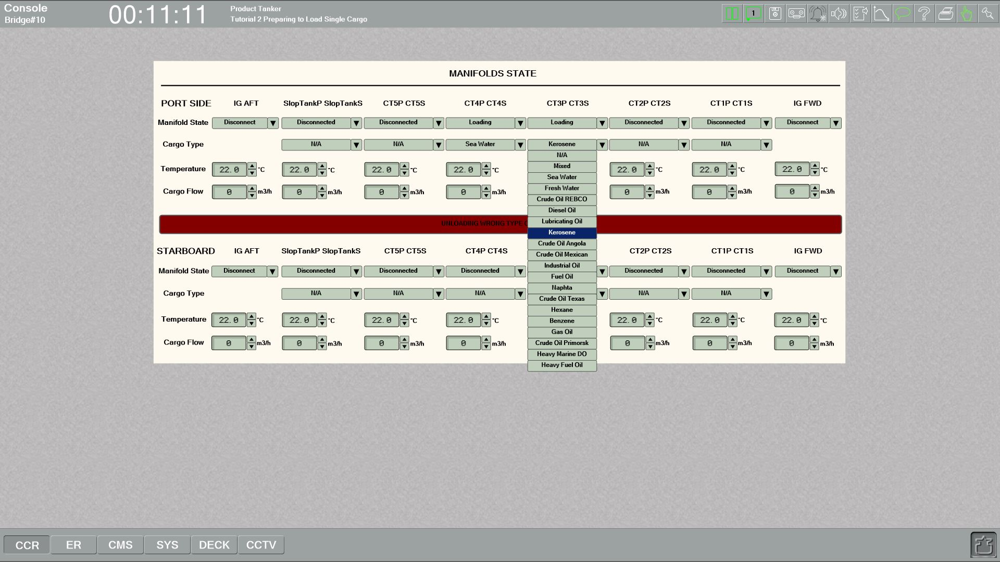 Console
Bridge#10
00:11:11
Product Tanker
Tutorial 2 Preparing to Load Single Cargo
1
MANIFOLDS STATE
PORT SIDE IG AFT SlopTankP SlopTankS CT5P CT5S CT4P CT4S CT3P CT3S CT2P CT2S CT1P CT1S IG FWD
Manifold State Disconnect Disconnected Disconnected Loading Loading Disconnected Disconnected Disconnect
Cargo Type N/A N/A Sea Water Kerosene N/A N/A
N/A
Mixed
Sea Water
Fresh Water
Crude Oil REBCO
Diesel Oil
Lubricating Oil
Kerosene
Crude Oil Angola
Crude Oil Mexican
Industrial Oil
Fuel Oil
Naphta
Crude Oil Texas
Hexane
Benzene
Gas Oil
Crude Oil Primorsk
Heavy Marine DO
Heavy Fuel Oil
Temperature 22.0 °C 22.0 °C 22.0 °C 22.0 °C 22.0 °C 22.0 °C 22.0 °C
Cargo Flow 0 m3/h 0 m3/h 0 m3/h 0 m3/h 0 m3/h 0 m3/h 0 m3/h
UNLOADING WRONG TYPE
STARBOARD IG AFT SlopTankP SlopTankS CT5P CT5S CT4P CT4S CT2P CT2S CT1P CT1S IG FWD
Manifold State Disconnect Disconnected Disconnected Disconnected Disconnected Disconnected Disconnect
Cargo Type N/A N/A N/A N/A N/A
Temperature 22.0 °C 22.0 °C 22.0 °C 22.0 °C 22.0 °C 22.0 °C 22.0 °C
Cargo Flow 0 m3/h 0 m3/h 0 m3/h 0 m3/h 0 m3/h 0 m3/h 0 m3/h
CCR ER CMS SYS DECK CCTV